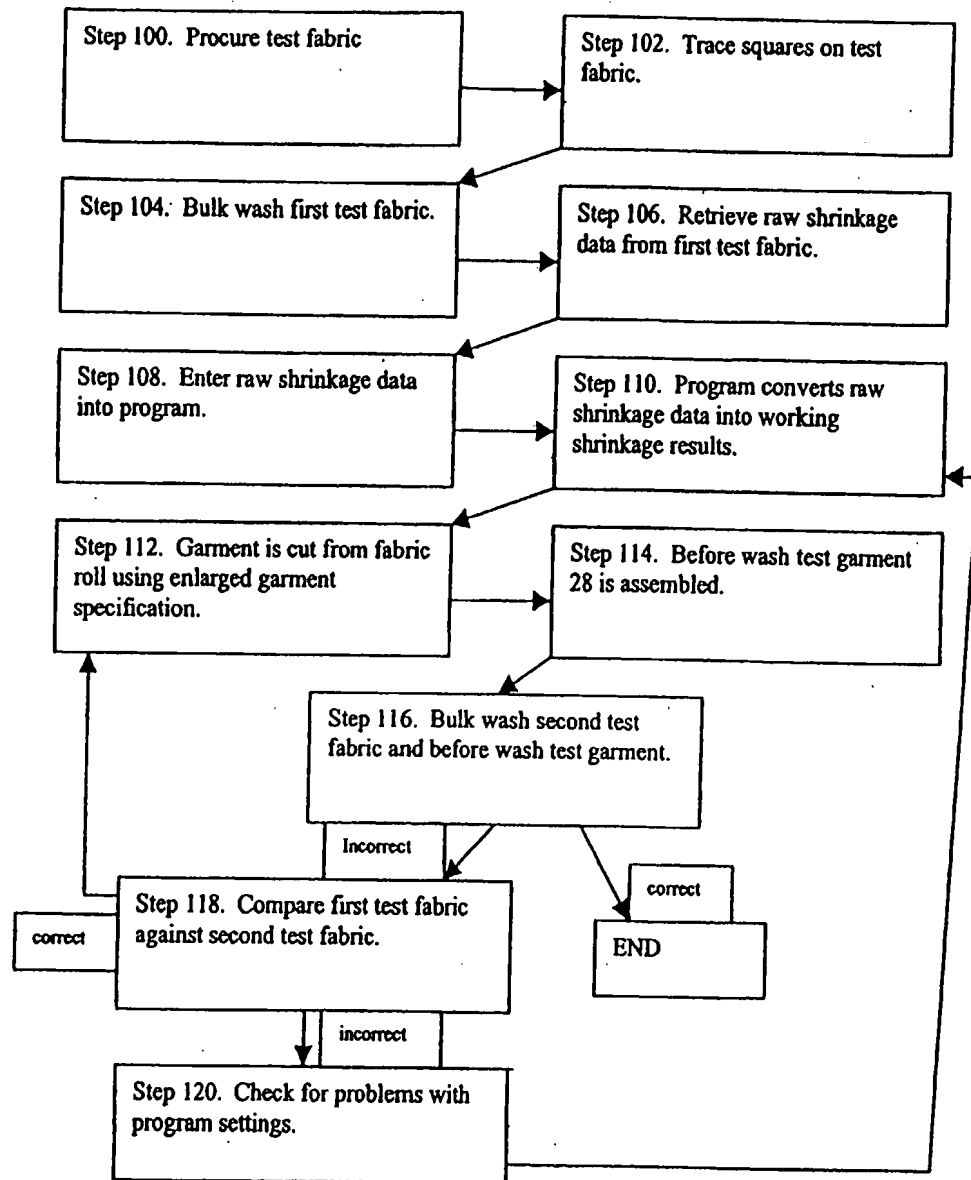 Step 100. Procure test fabric
Step 102. Trace squares on test
fabric.
Step 104. Bulk wash first test fabric.
Step 106. Retrieve raw shrinkage
data from first test fabric.
Step 108. Enter raw shrinkage data
into program.
Step 110. Program converts raw
shrinkage data into working
shrinkage results.
Step 112. Garment is cut from fabric
roll using enlarged garment
specification.
Step 114. Before wash test garment
28 is assembled.
Step 116. Bulk wash second test
fabric and before wash test garment.
Incorrect
correct
Step 118. Compare first test fabric
against second test fabric.
correct
END
incorrect
Step 120. Check for problems with
program settings.